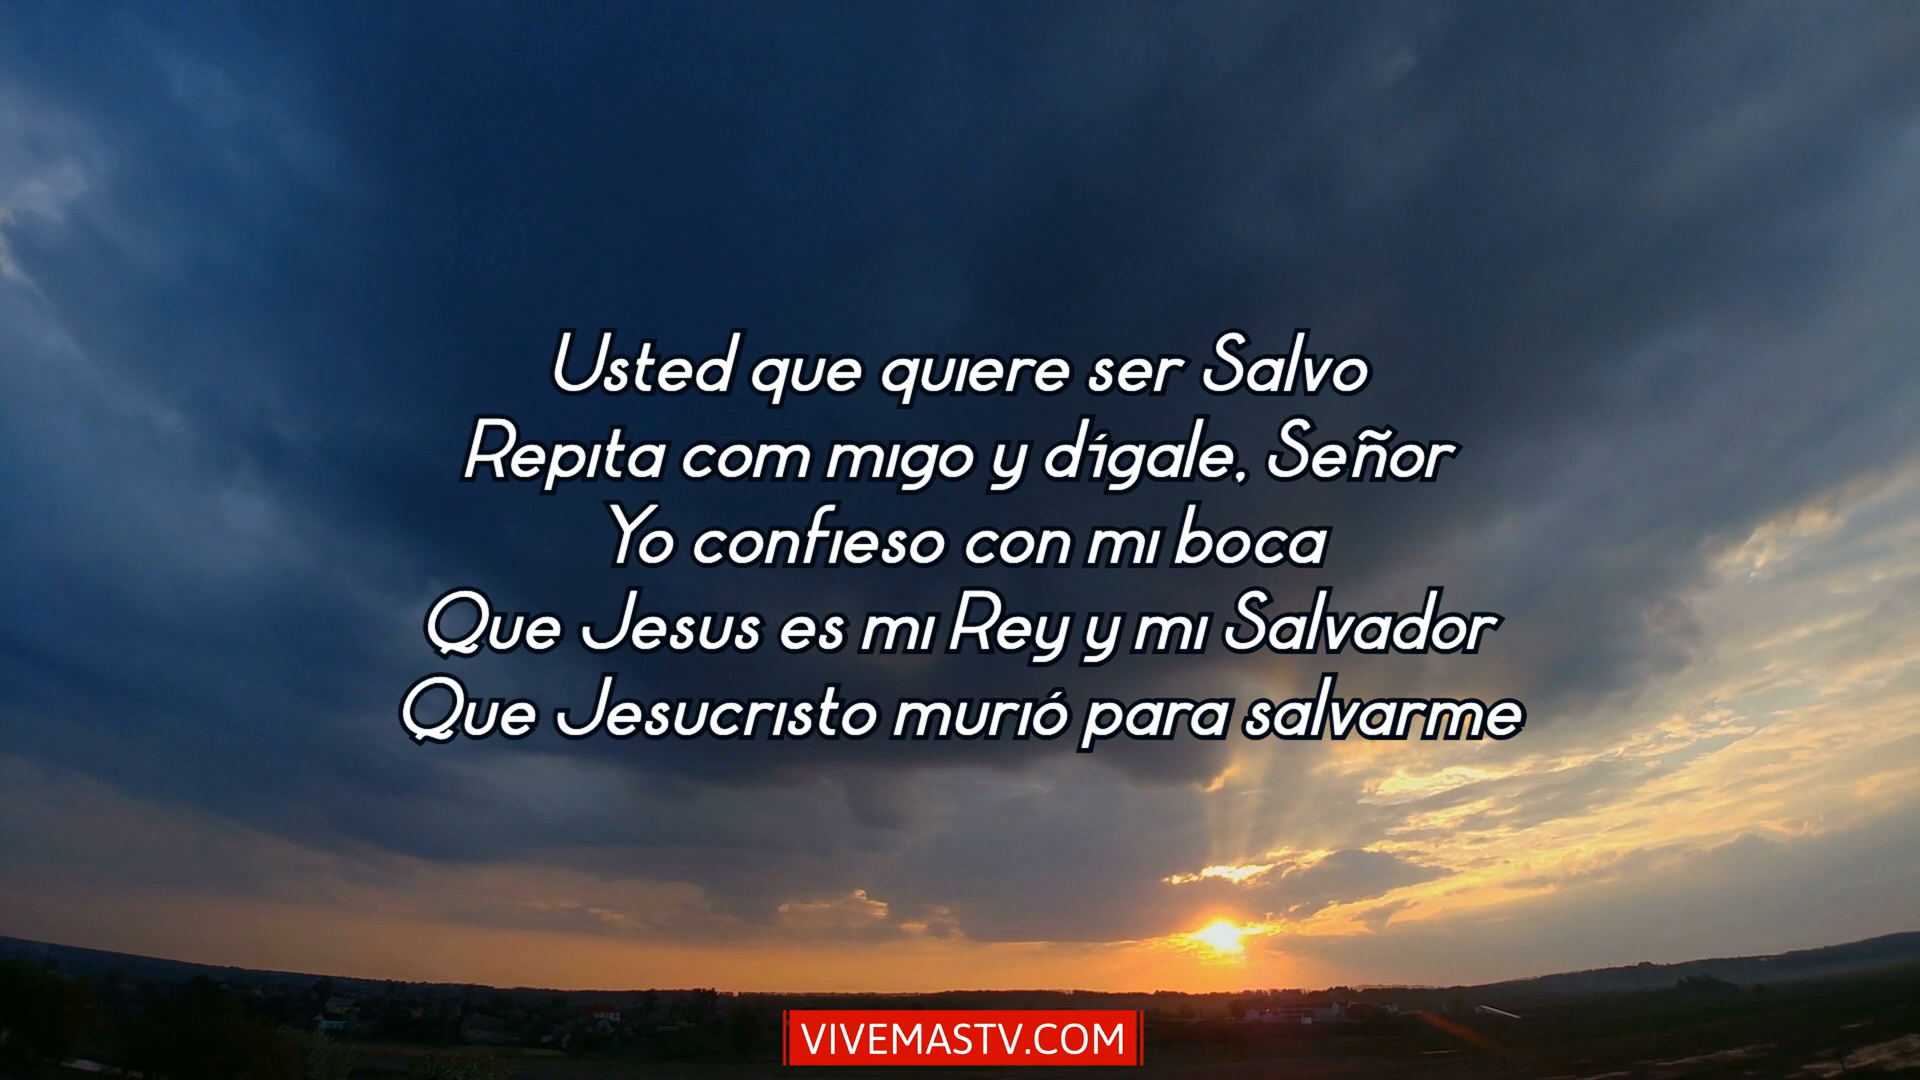 Usted que quiere ser Salvo
Repita com migo y dígale, Señor
Yo confieso con mi boca
Que Jesus es mi Rey y mi Salvador
Que Jesucristo murió para salvarme
VIVEMASTV.COM